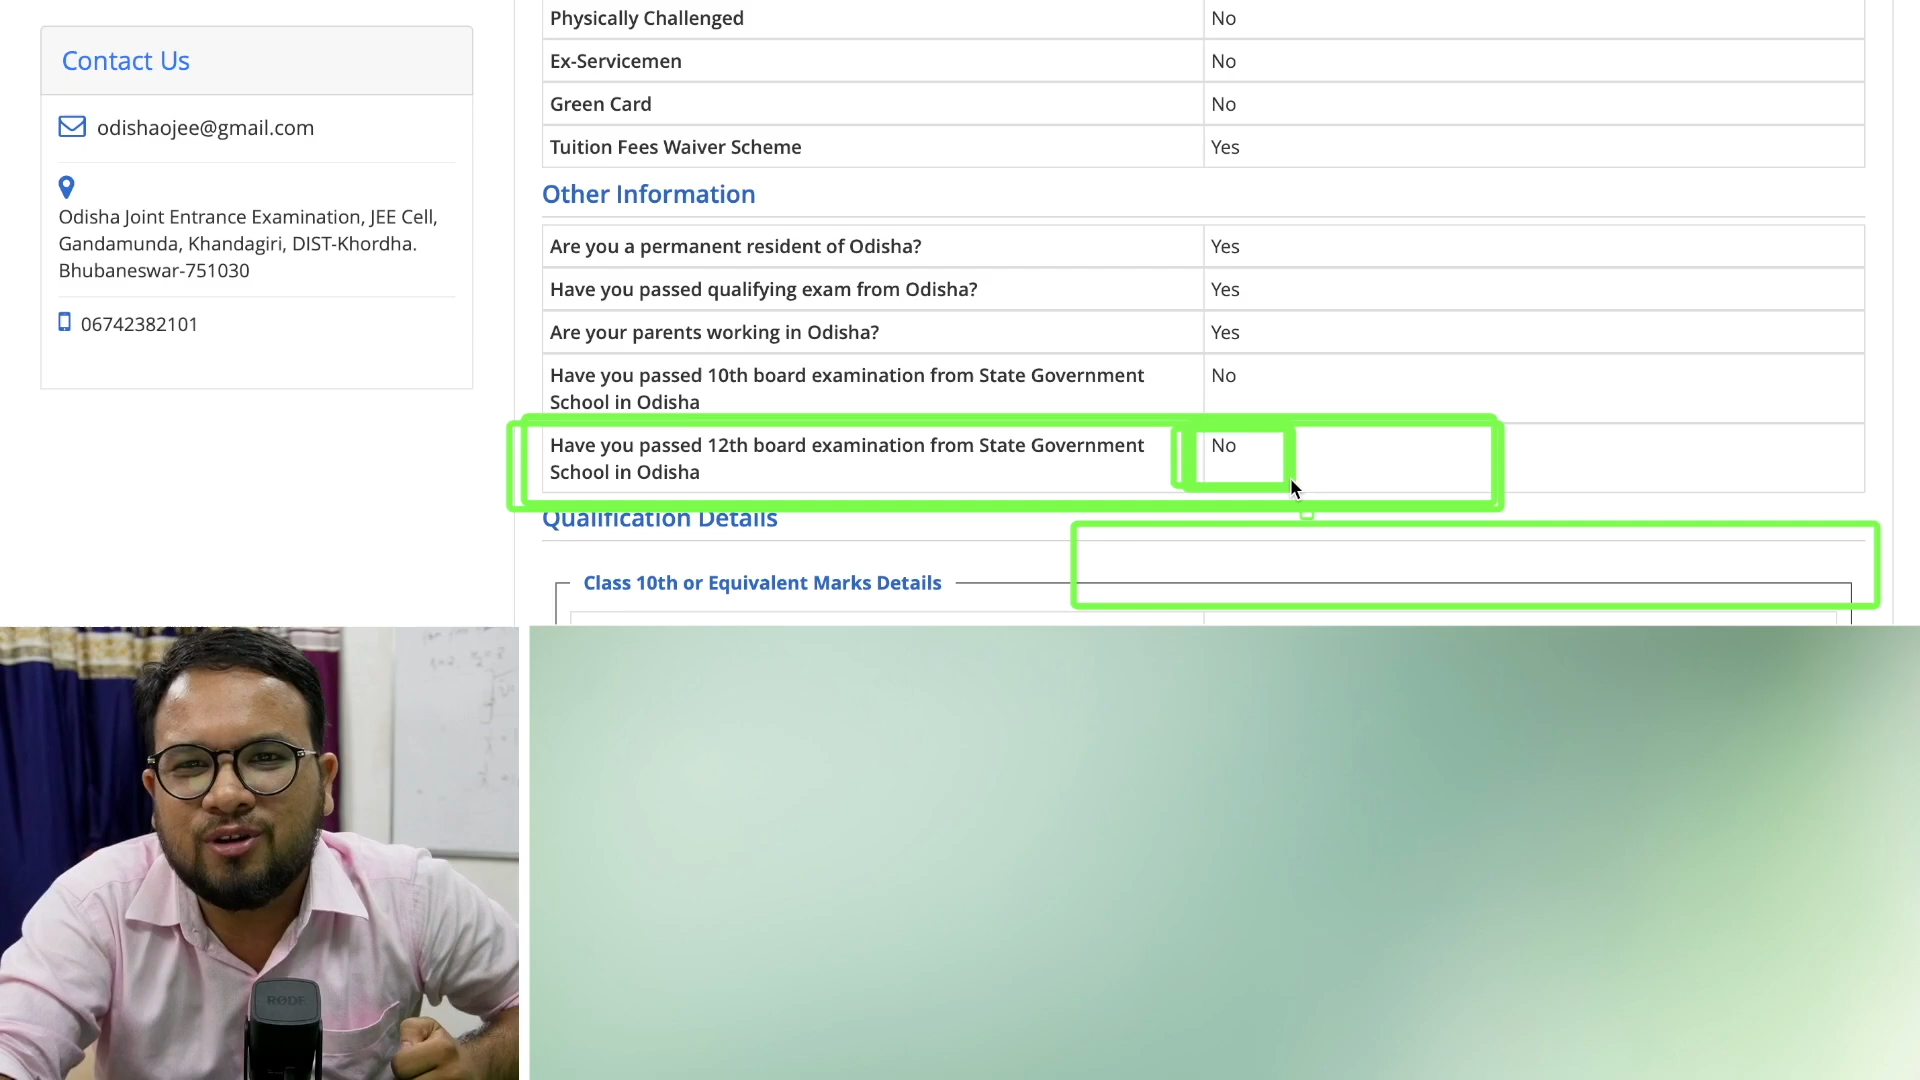 Contact Us
odishaojee@gmail.com
Odisha Joint Entrance Examination, JEE Cell,
Gandamunda, Khandagiri, DIST-Khordha.
Bhubaneswar-751030
06742382101
Physically Challenged No
Ex-Servicemen No
Green Card No
Tuition Fees Waiver Scheme Yes
Other Information
Are you a permanent resident of Odisha? Yes
Have you passed qualifying exam from Odisha? Yes
Are your parents working in Odisha? Yes
Have you passed 10th board examination from State Government No
School in Odisha
Have you passed 12th board examination from State Government No
School in Odisha
Qualification Details
Class 10th or Equivalent Marks Details
RØDE